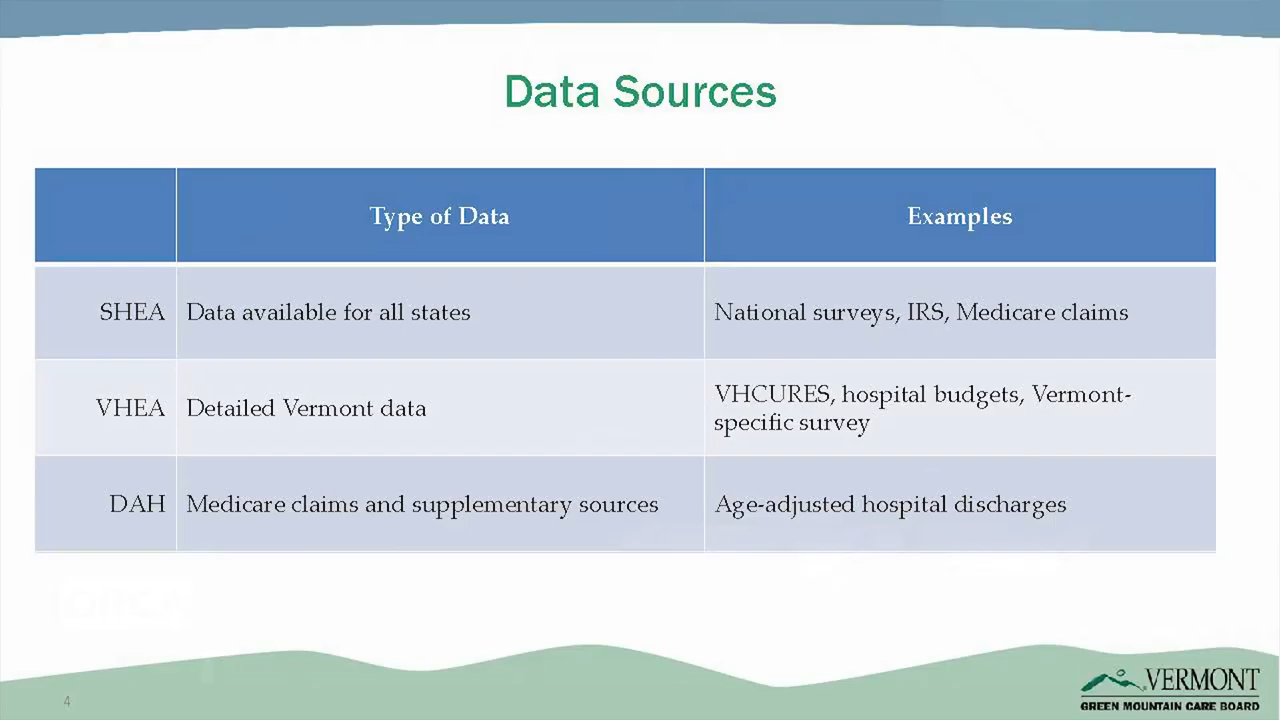 Data Sources
Type of Data
Examples
SHEA
Data available for all states
National surveys, IRS, Medicare claims
VHEA
Detailed Vermont data
VHCURES, hospital budgets, Vermont-
specific survey
DAH
Medicare claims and supplementary sources
Age-adjusted hospital discharges
4
VERMONT
GREEN MOUNTAIN CARE BOARD